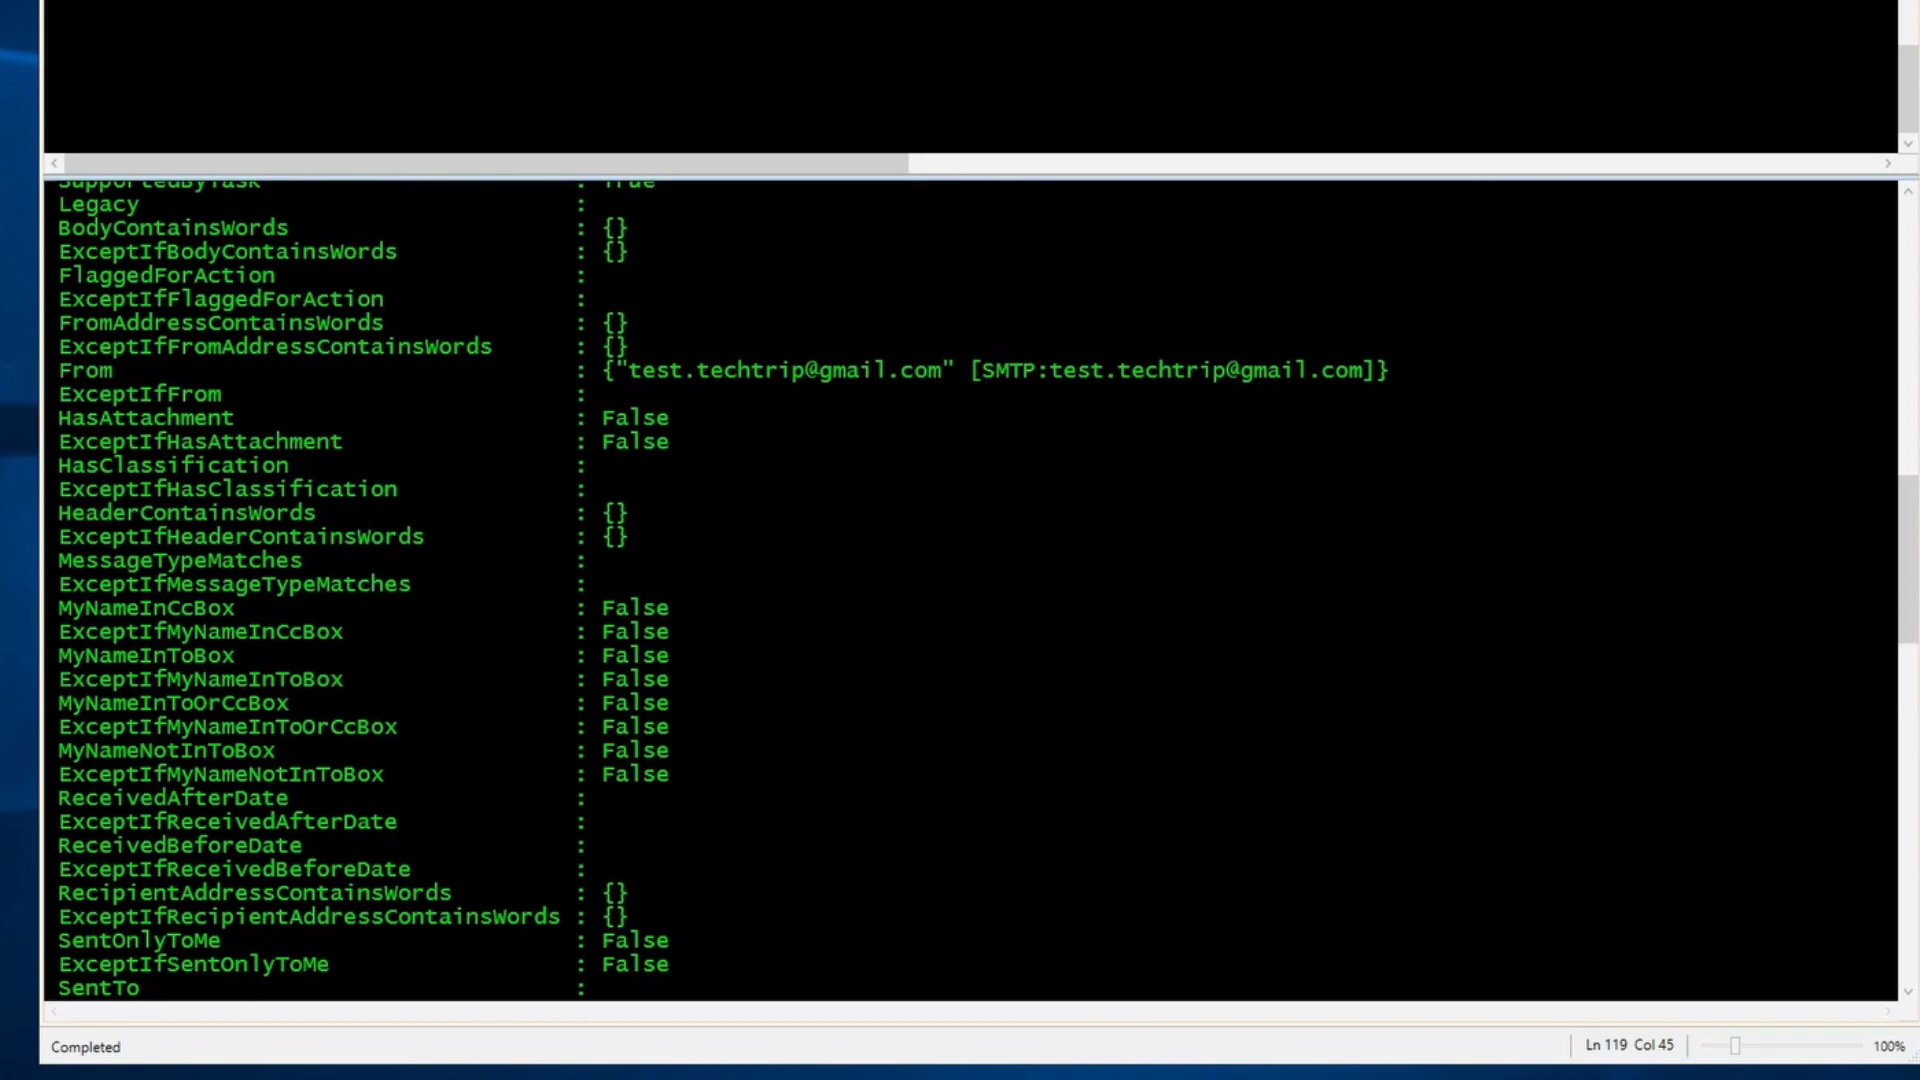 SupportedByTask : True
Legacy :
BodyContainsWords : {}
ExceptIfBodyContainsWords : {}
FlaggedForAction :
ExceptIfFlaggedForAction :
FromAddressContainsWords : {}
ExceptIfFromAddressContainsWords : {}
From : {"test.techtrip@gmail.com" [SMTP:test.techtrip@gmail.com]}
ExceptIfFrom :
HasAttachment : False
ExceptIfHasAttachment : False
HasClassification :
ExceptIfHasClassification :
HeaderContainsWords : {}
ExceptIfHeaderContainsWords : {}
MessageTypeMatches :
ExceptIfMessageTypeMatches :
MyNameInCcBox : False
ExceptIfMyNameInCcBox : False
MyNameInToBox : False
ExceptIfMyNameInToBox : False
MyNameInToOrCcBox : False
ExceptIfMyNameInToOrCcBox : False
MyNameNotInToBox : False
ExceptIfMyNameNotInToBox : False
ReceivedAfterDate :
ExceptIfReceivedAfterDate :
ReceivedBeforeDate :
ExceptIfReceivedBeforeDate :
RecipientAddressContainsWords : {}
ExceptIfRecipientAddressContainsWords : {}
SentOnlyToMe : False
ExceptIfSentOnlyToMe : False
SentTo :
Completed Ln 119 Col 45 100%